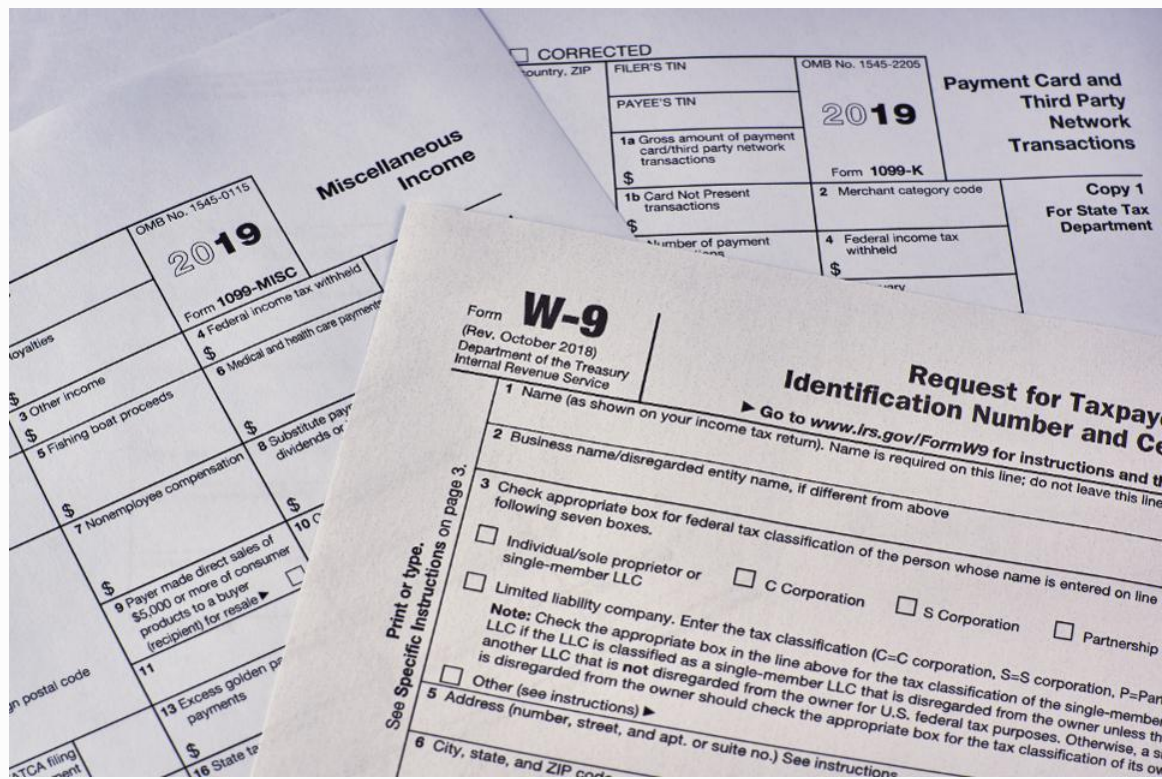 Miscellaneous
Income
OMB No. 1545-0115
2019
Form 1099-MISC
4 Federal income tax withheld
$
3 Other income
$
$
6 Medical and health care payments
5 Fishing boat proceeds
$
$
8 Substitute
dividends or
7 Nonemployee compensation
$
$
10
9 Payer made direct sales of
$5,000 or more of consumer
products to a buyer
(recipient) for resale ►
11
postal code
13 Excess golden
payments
$
filing
16 State
CORRECTED
country, ZIP
FILER'S TIN
OMB No. 1545-2205
Payment Card and
Third Party
Network
Transactions
PAYEE'S TIN
2019
1a Gross amount of payment
card/third party network
transactions
$
Form 1099-K
1b Card Not Present
transactions
$
2 Merchant category code
Copy 1
For State Tax
Department
Number of payment
4 Federal income tax
withheld
$
Form W-9
(Rev. October 2018)
Department of the Treasury
Internal Revenue Service
Request for
Identification Number and
► Go to www.irs.gov/FormW9 for instructions and
Print or type.
See Specific Instructions on page 3.
1 Name (as shown on your income tax return). Name is required on this line; do not leave this line
2 Business name/disregarded entity name, if different from above
3 Check appropriate box for federal tax classification of the person whose name is entered on line
following seven boxes.
Individual/sole proprietor or
single-member LLC
C Corporation
S Corporation
Partnership
Limited liability company. Enter the tax classification (C=C corporation, S=S corporation,
Note: Check the appropriate box in the line above for the tax classification of the single-member
LLC if the LLC is classified as a single-member LLC that is disregarded from the owner unless
another LLC that is not disregarded from the owner for U.S. federal tax purposes. Otherwise, a
is disregarded from the owner should check the appropriate box for the tax classification of its
Other (see instructions) ►
5 Address (number, street, and apt. or suite no.) See instructions
6 City, state, and ZIP code